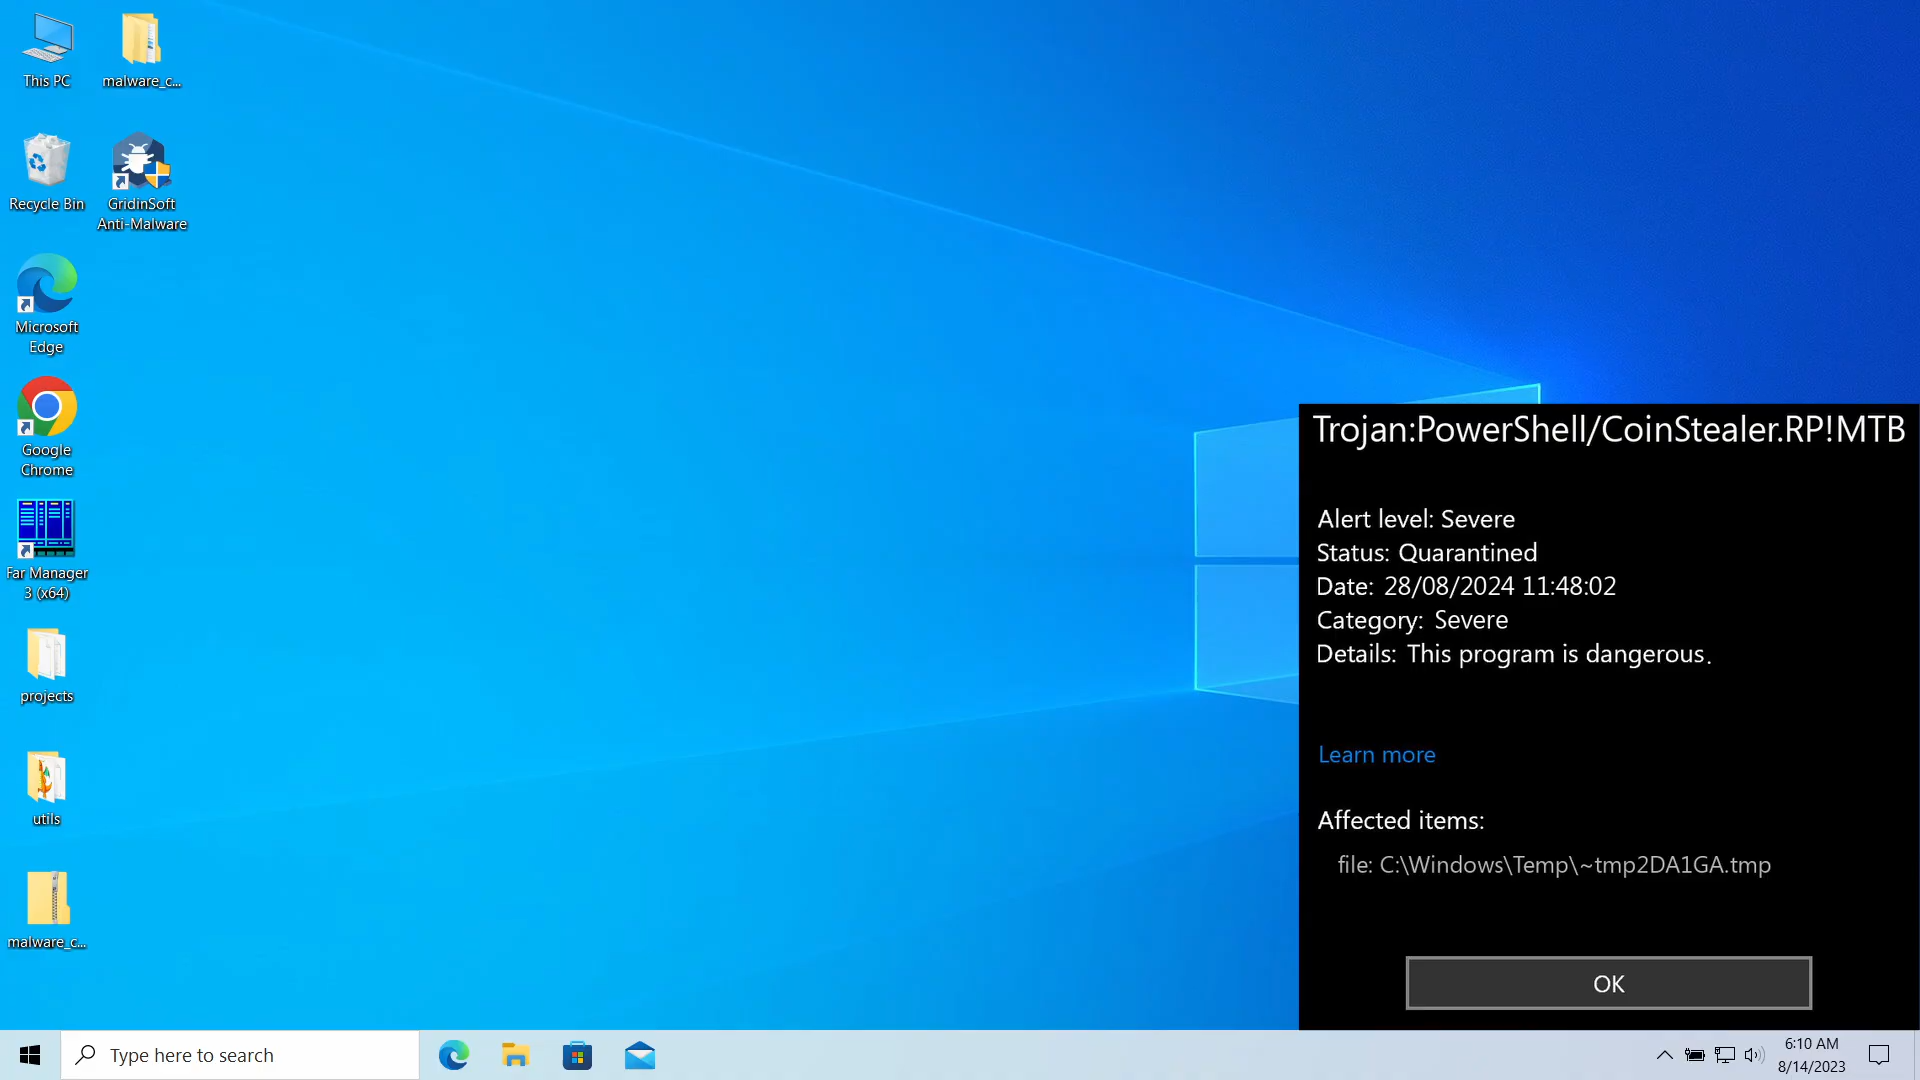 This PC
malware_c...
Recycle Bin
GridinSoft
Anti-Malware
Microsoft
Edge
Google
Chrome
Far Manager
3 (x64)
projects
utils
malware_c...
Trojan:PowerShell/CoinStealer.RP!MTB
Alert level: Severe
Status: Quarantined
Date: 28/08/2024 11:48:02
Category: Severe
Details: This program is dangerous.
Learn more
Affected items:
file: C:\Windows\Temp\~tmp2DA1GA.tmp
OK
Type here to search
6:10 AM
8/14/2023